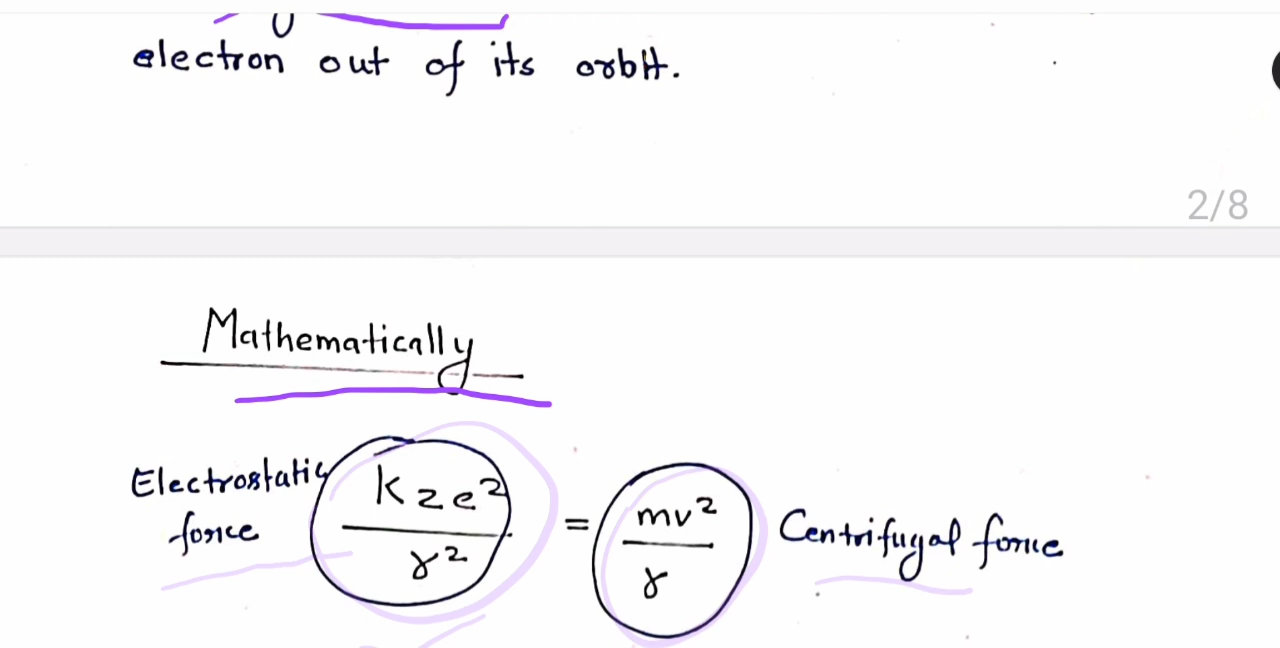 electron out of its orbit.
2/8
Mathematically
Electrostatic force kze²/r² = mv²/r Centrifugal force